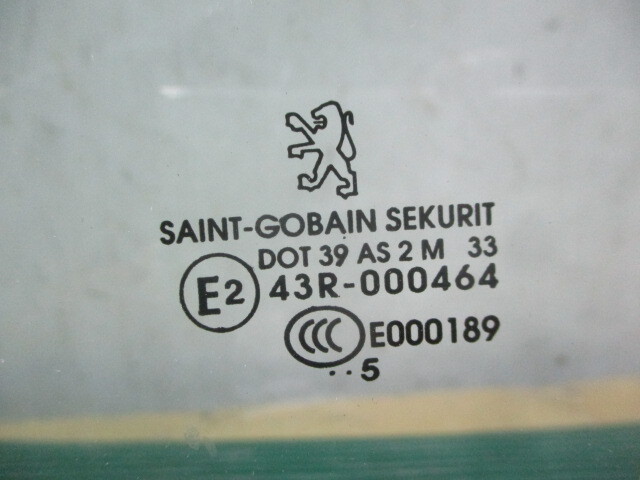 SAINT-GOBAIN SEKURIT
DOT 39 AS 2 M 33
E2 43R-000464
CCC E000189
..5